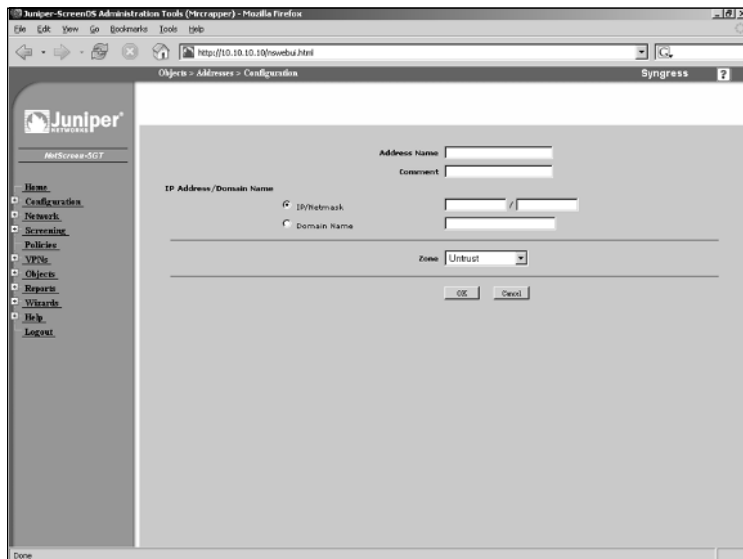 Juniper-ScreenOS Administration Tools (Mrcrapper) - Mozilla Firefox
File Edit View Go Bookmarks Tools Help
http://10.10.10.10/nswebui.html
G
Objects > Addresses > Configuration
Syngress ?
Juniper
NETWORKS
NetScreen-5GT
Home
Configuration
Network
Screening
Policies
VPNs
Objects
Reports
Wizards
Help
Logout
Address Name
Comment
IP Address/Domain Name
IP/Netmask /
Domain Name
Zone Untrust
OK Cancel
Done